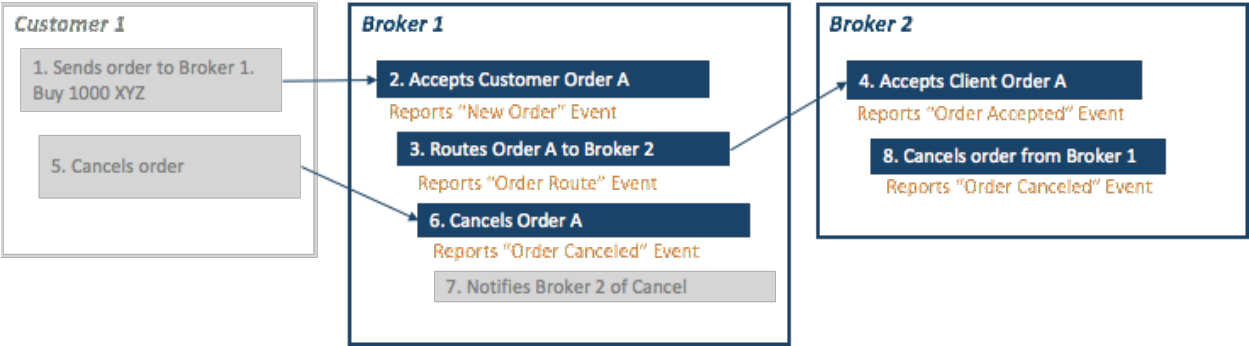 Customer 1
1. Sends order to Broker 1.
Buy 1000 XYZ
5. Cancels order
Broker 1
2. Accepts Customer Order A
Reports "New Order" Event
3. Routes Order A to Broker 2
Reports "Order Route" Event
6. Cancels Order A
Reports "Order Canceled" Event
7. Notifies Broker 2 of Cancel
Broker 2
4. Accepts Client Order A
Reports "Order Accepted" Event
8. Cancels order from Broker 1
Reports "Order Canceled" Event